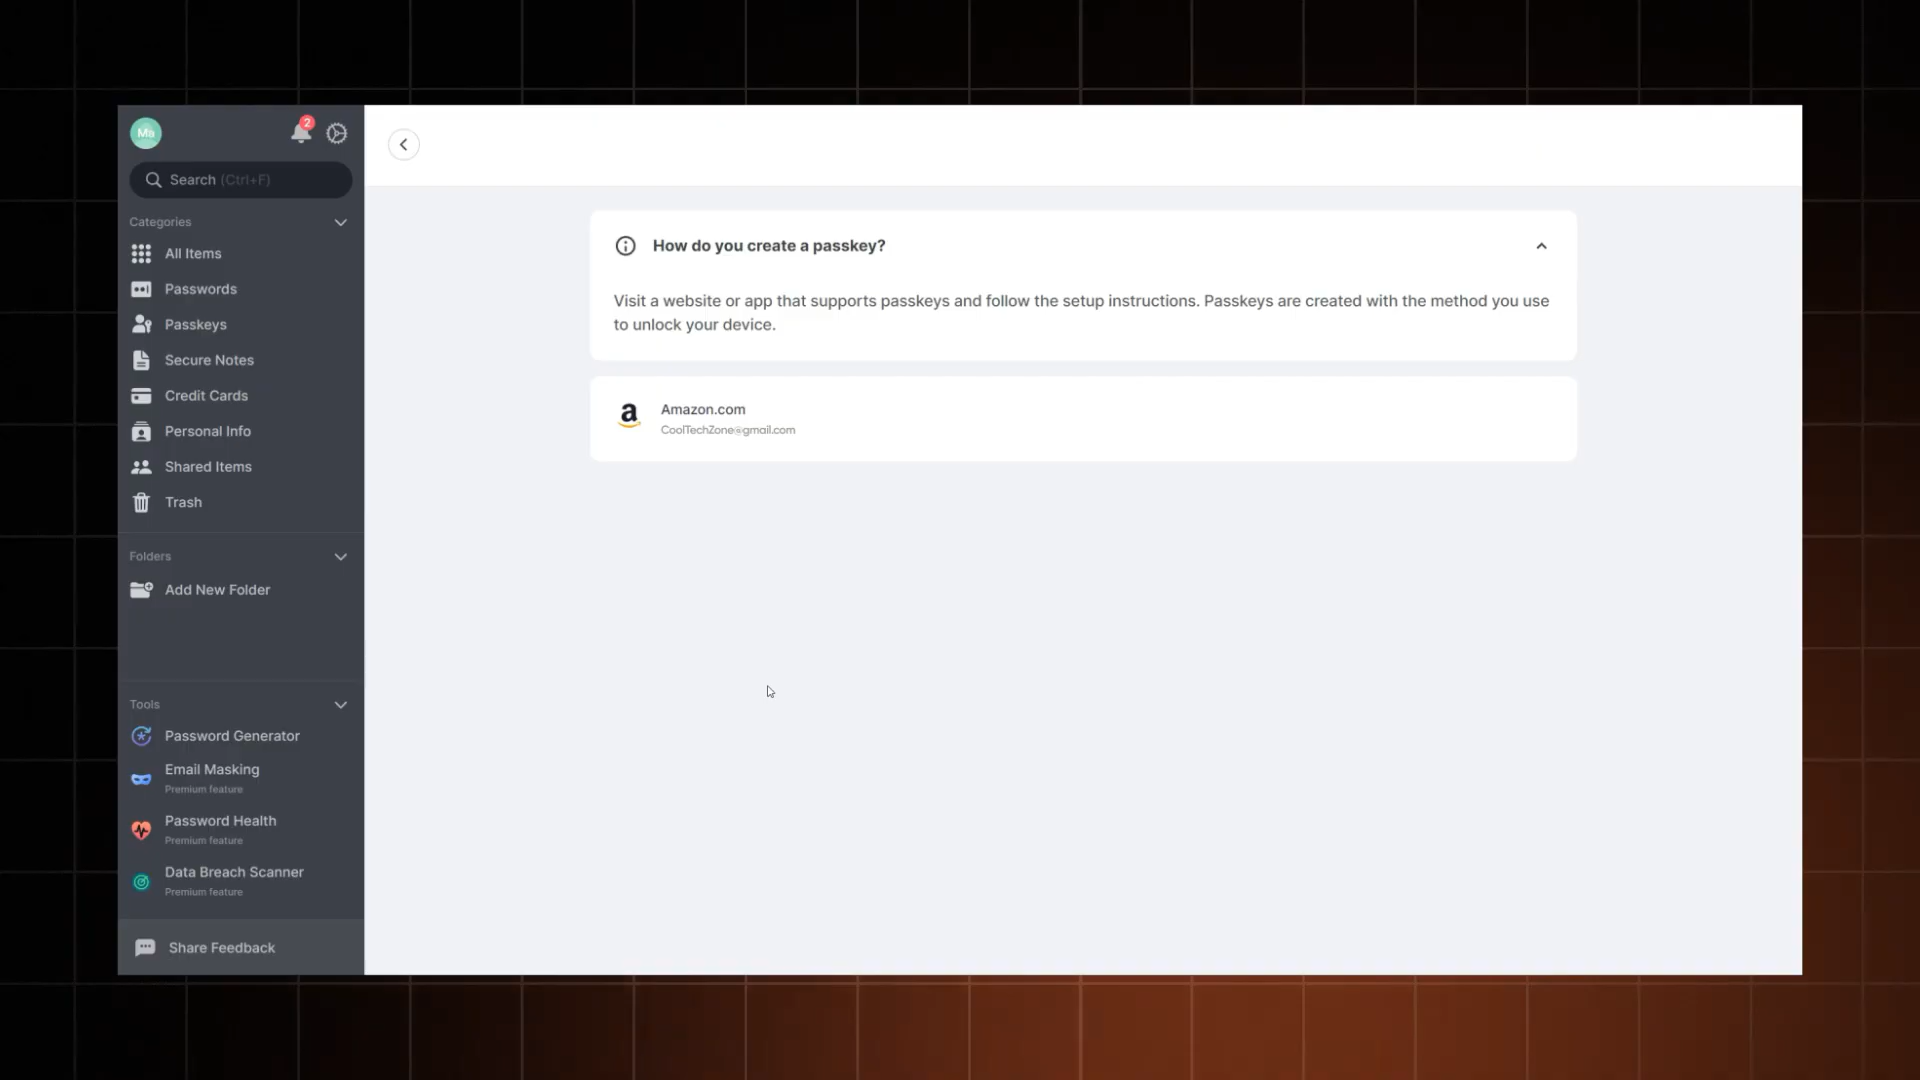 Ma
2
Search (Ctrl+F)
Categories
All Items
Passwords
Passkeys
Secure Notes
Credit Cards
Personal Info
Shared Items
Trash
Folders
Add New Folder
Tools
Password Generator
Email Masking
Premium feature
Password Health
Premium feature
Data Breach Scanner
Premium feature
Share Feedback
How do you create a passkey?
Visit a website or app that supports passkeys and follow the setup instructions. Passkeys are created with the method you use
to unlock your device.
a
Amazon.com
CoolTechZone@gmail.com